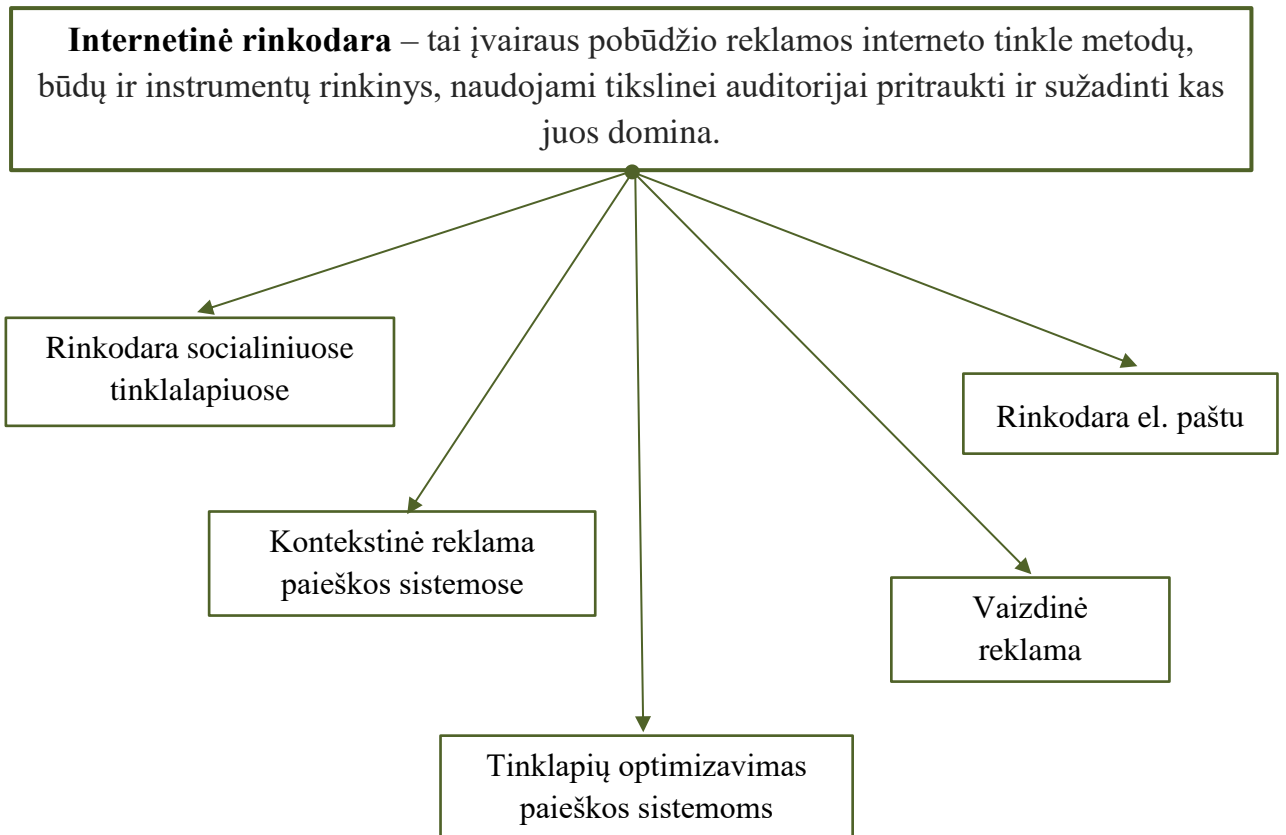 Internetinė rinkodara – tai įvairaus pobūdžio reklamos interneto tinkle metodų,
būdų ir instrumentų rinkinys, naudojami tikslinei auditorijai pritraukti ir sužadinti kas
juos domina.
Rinkodara socialiniuose
tinklalapiuose
Rinkodara el. paštu
Kontekstinė reklama
paieškos sistemose
Vaizdinė
reklama
Tinklapių optimizavimas
paieškos sistemoms